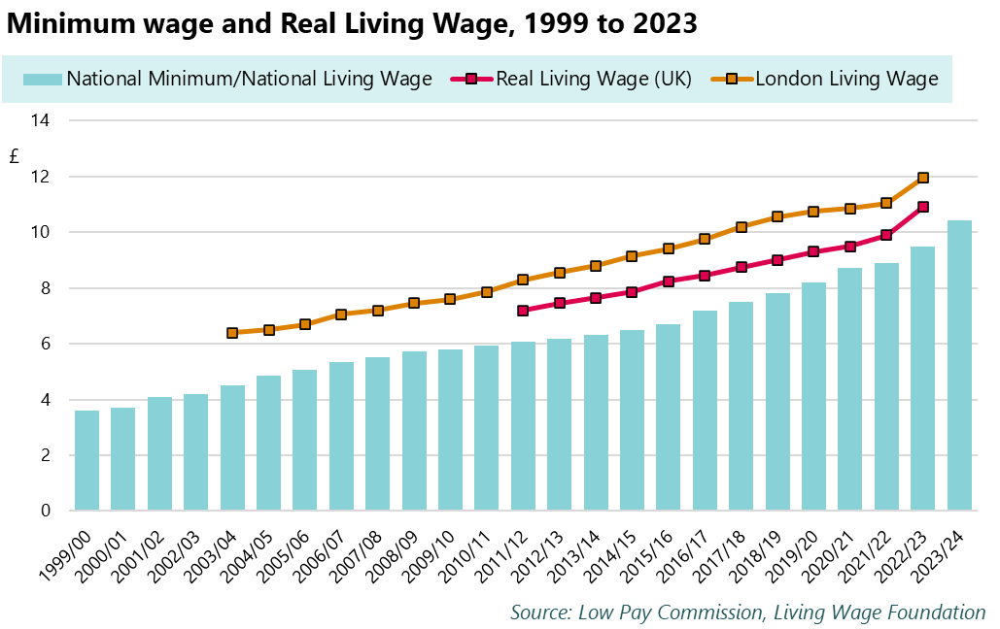 Minimum wage and Real Living Wage, 1999 to 2023
National Minimum/National Living Wage Real Living Wage (UK) London Living Wage
14
£
12
10
8
6
4
2
0
1999/00 2000/01 2001/02 2002/03 2003/04 2004/05 2005/06 2006/07 2007/08 2008/09 2009/10 2010/11 2011/12 2012/13 2013/14 2014/15 2015/16 2016/17 2017/18 2018/19 2019/20 2020/21 2021/22 2022/23 2023/24
Source: Low Pay Commission, Living Wage Foundation